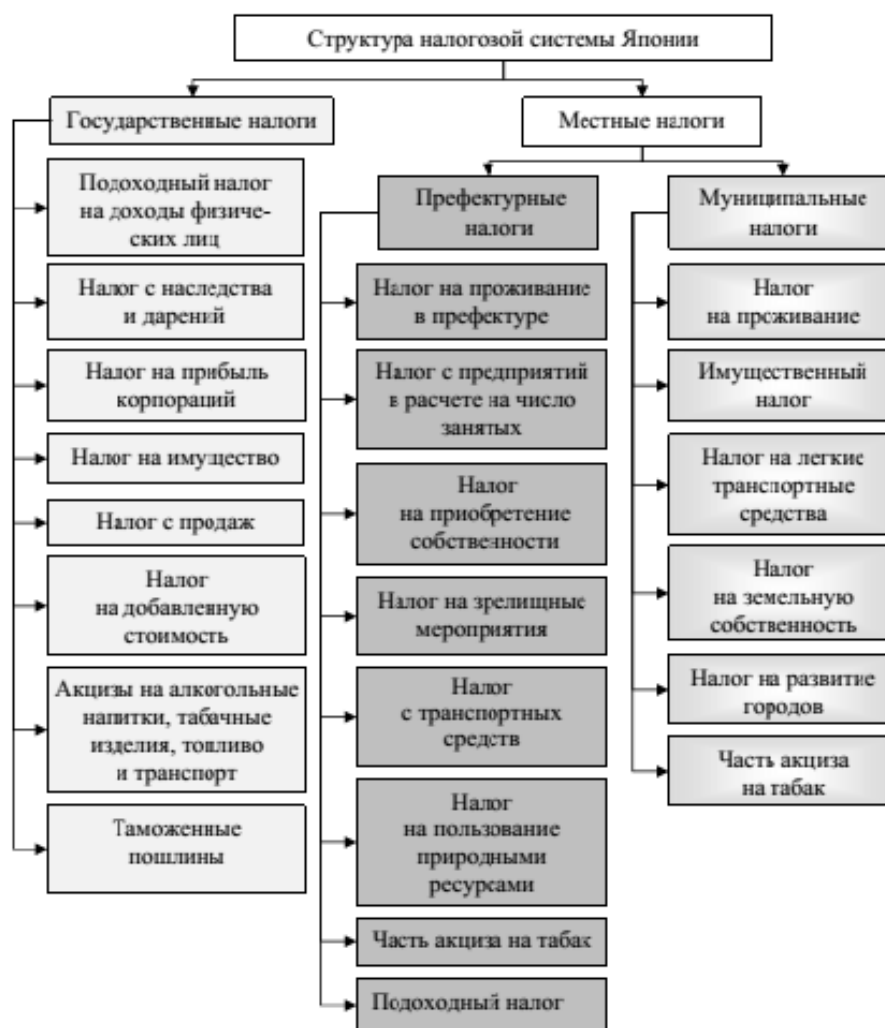 Структура налоговой системы Японии
Государственные налоги
Местные налоги
Подоходный налог
на доходы физиче-
ских лиц
Налог с наследства
и дарений
Налог на прибыль
корпораций
Налог на имущество
Налог с продаж
Налог
на добавленную
стоимость
Акцизы на алкогольные
напитки, табачные
изделия, топливо
и транспорт
Таможенные
пошлины
Префектурные
налоги
Налог на проживание
в префектуре
Налог с предприятий
в расчете на число
занятых
Налог
на приобретение
собственности
Налог на зрелищные
мероприятия
Налог
с транспортных
средств
Налог
на пользование
природными
ресурсами
Часть акциза на табак
Подоходный налог
Муниципальные
налоги
Налог
на проживание
Имущественный
налог
Налог на легкие
транспортные
средства
Налог
на земельную
собственность
Налог на развитие
городов
Часть акциза
на табак